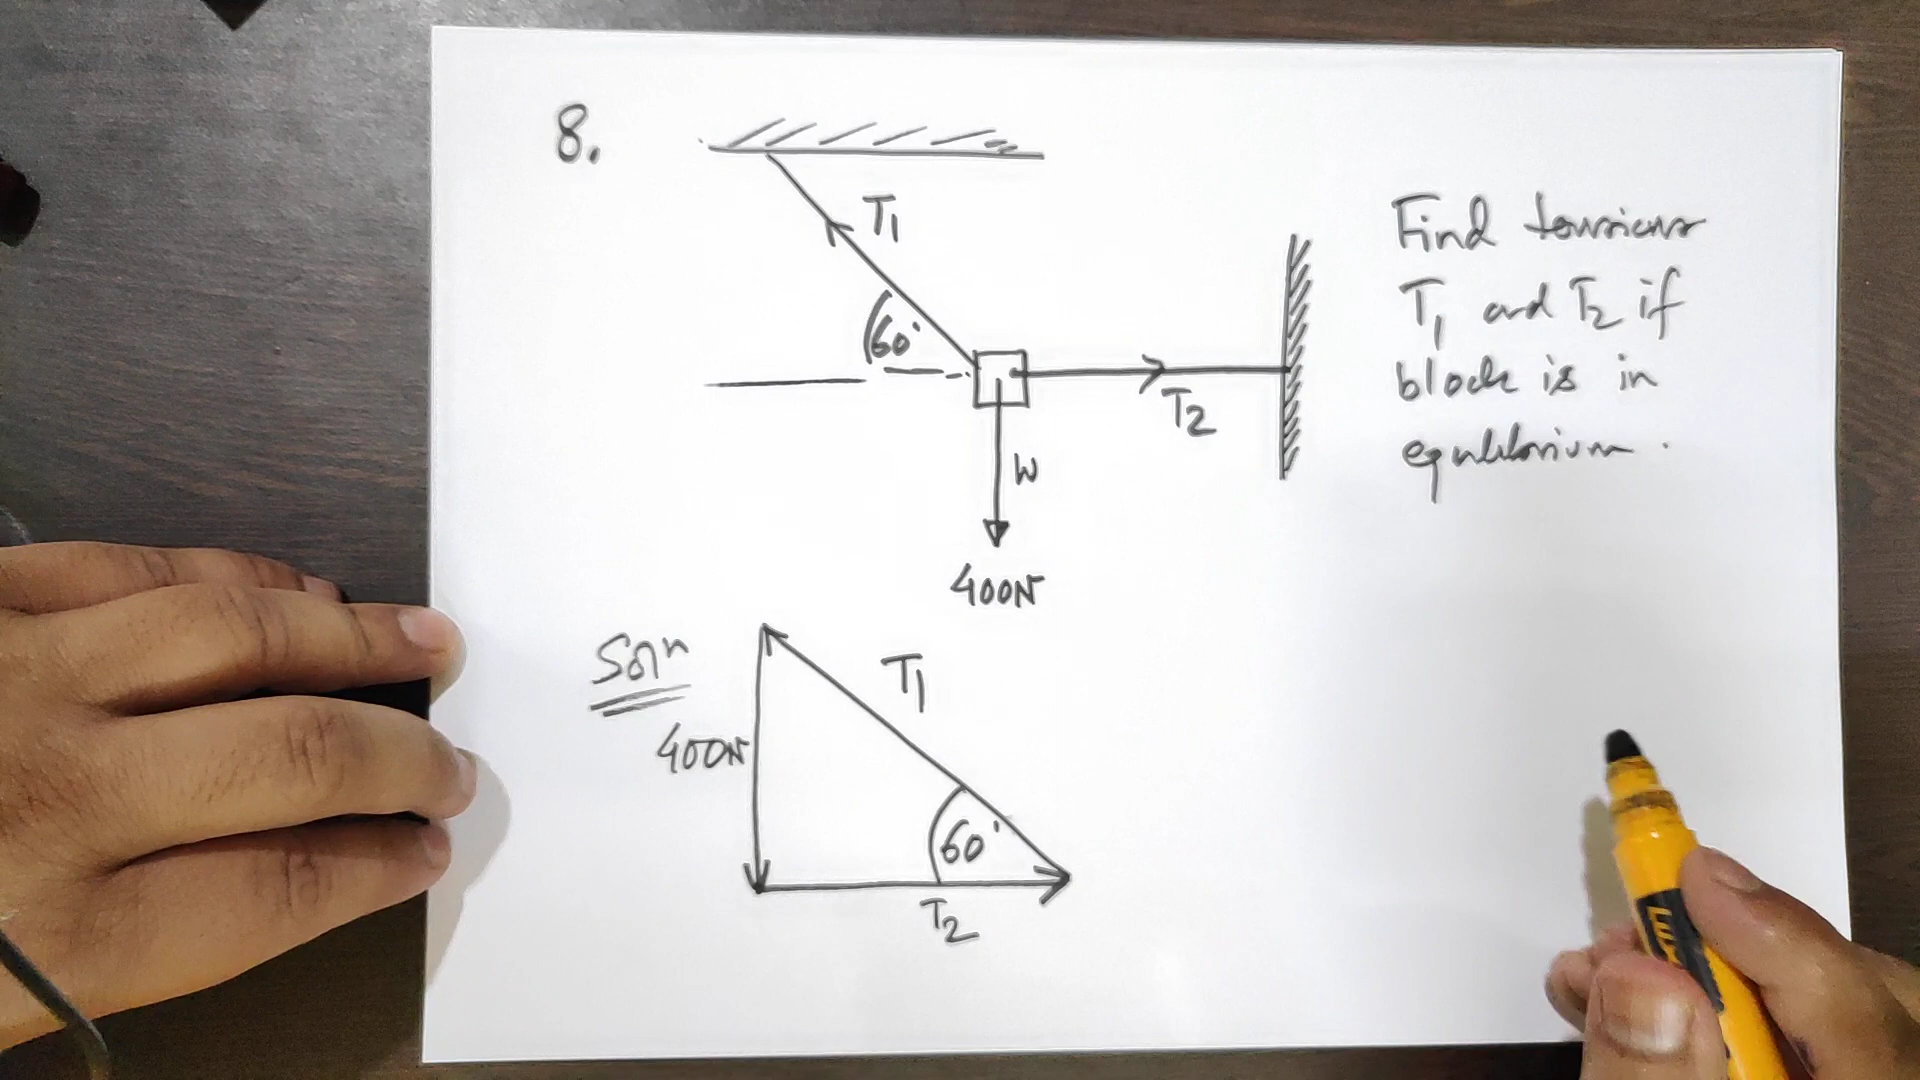 8.
T1
60°
T2
W
400N
Find tensions
T1 and T2 if
block is in
equilibrium.
Soln
400N
T1
60°
T2